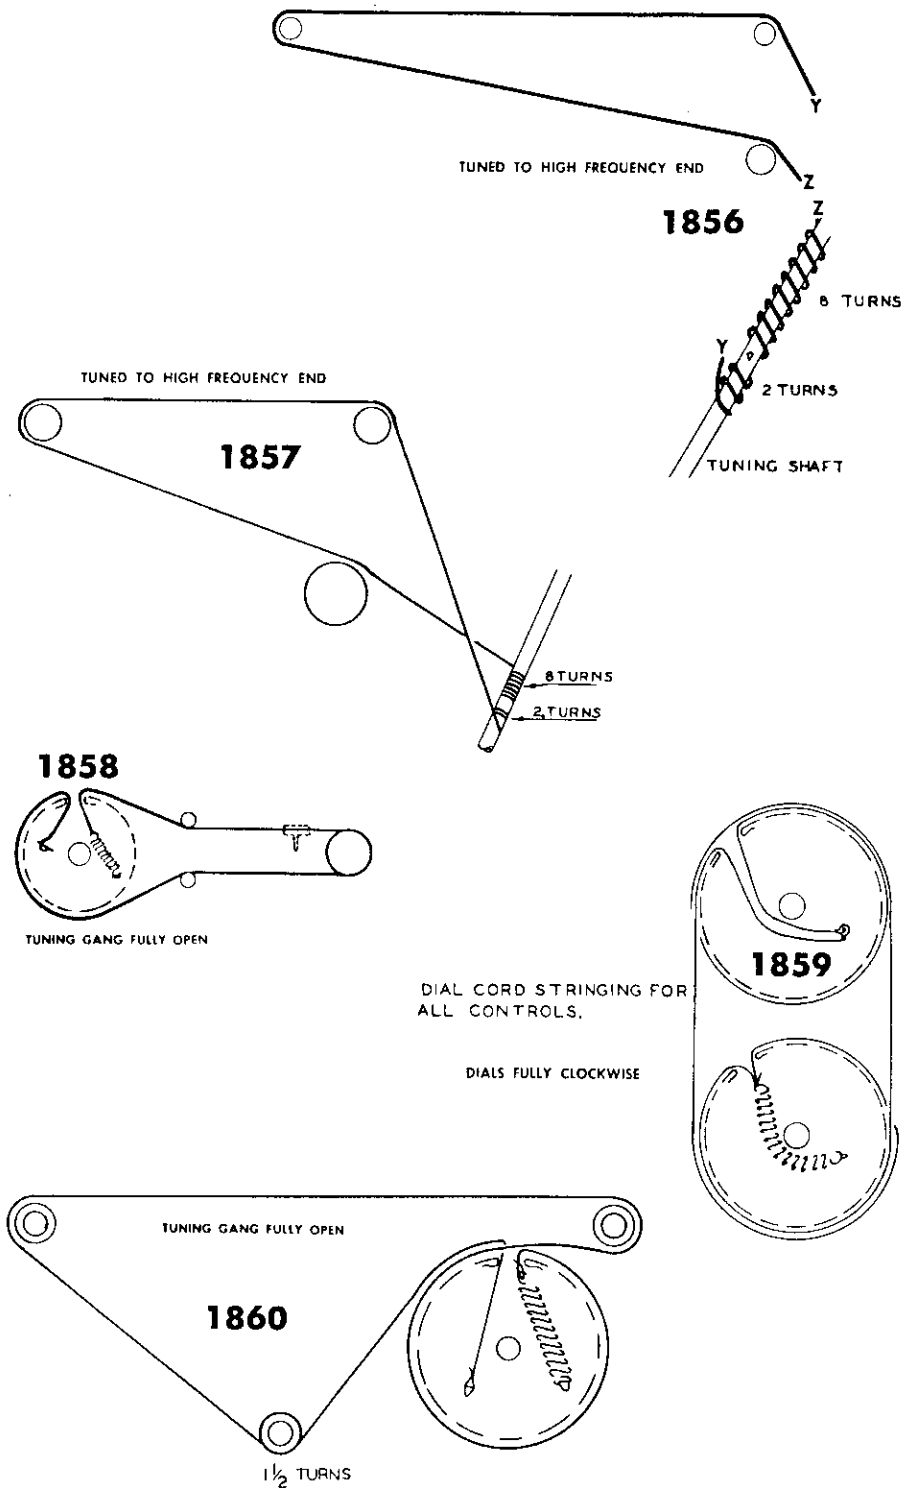 Y
TUNED TO HIGH FREQUENCY END
Z
1856
Z
8 TURNS
Y
2 TURNS
TUNING SHAFT
TUNED TO HIGH FREQUENCY END
1857
8 TURNS
2 TURNS
1858
TUNING GANG FULLY OPEN
1859
DIAL CORD STRINGING FOR
ALL CONTROLS.
DIALS FULLY CLOCKWISE
TUNING GANG FULLY OPEN
1860
1 1/2 TURNS